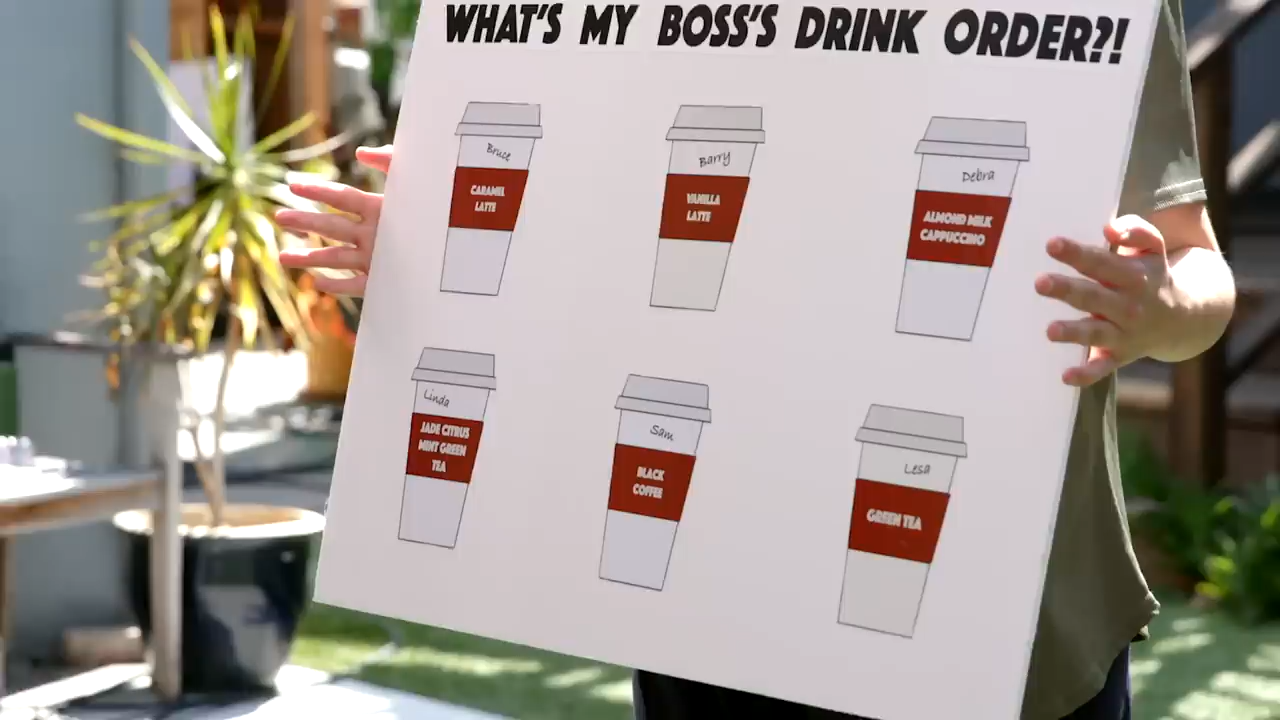 WHAT'S MY BOSS'S DRINK ORDER?!
Bruce
CARAMEL
LATTE
Barry
VANILLA
LATTE
Debra
ALMOND MILK
CAPPUCCINO
Linda
JADE CITRUS
MINT GREEN
TEA
Sam
BLACK
COFFEE
Lesa
GREEN TEA